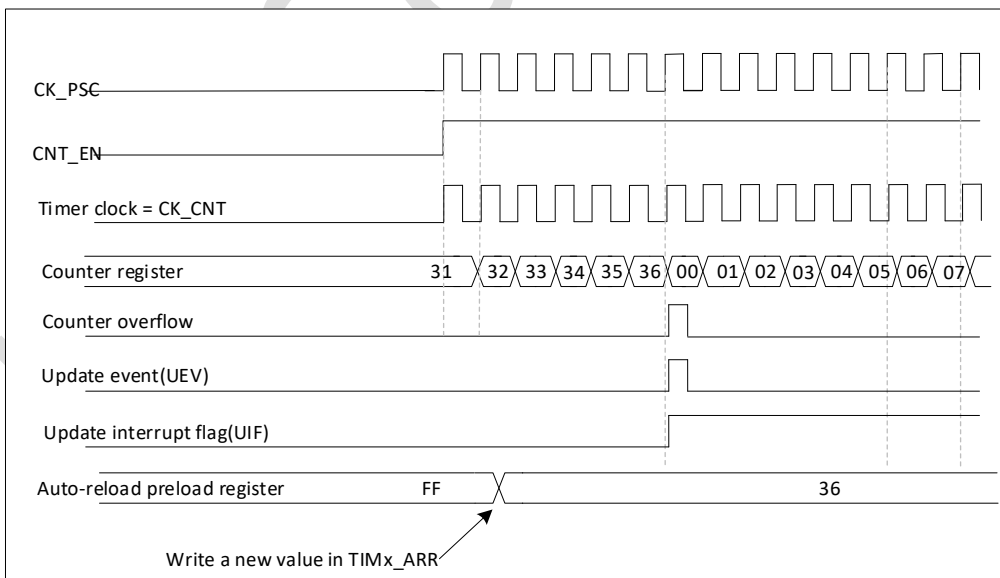 CK_PSC
CNT_EN
Timer clock = CK_CNT
Counter register 31 32 33 34 35 36 00 01 02 03 04 05 06 07
Counter overflow
Update event(UEV)
Update interrupt flag(UIF)
Auto-reload preload register FF 36
Write a new value in TIMx_ARR